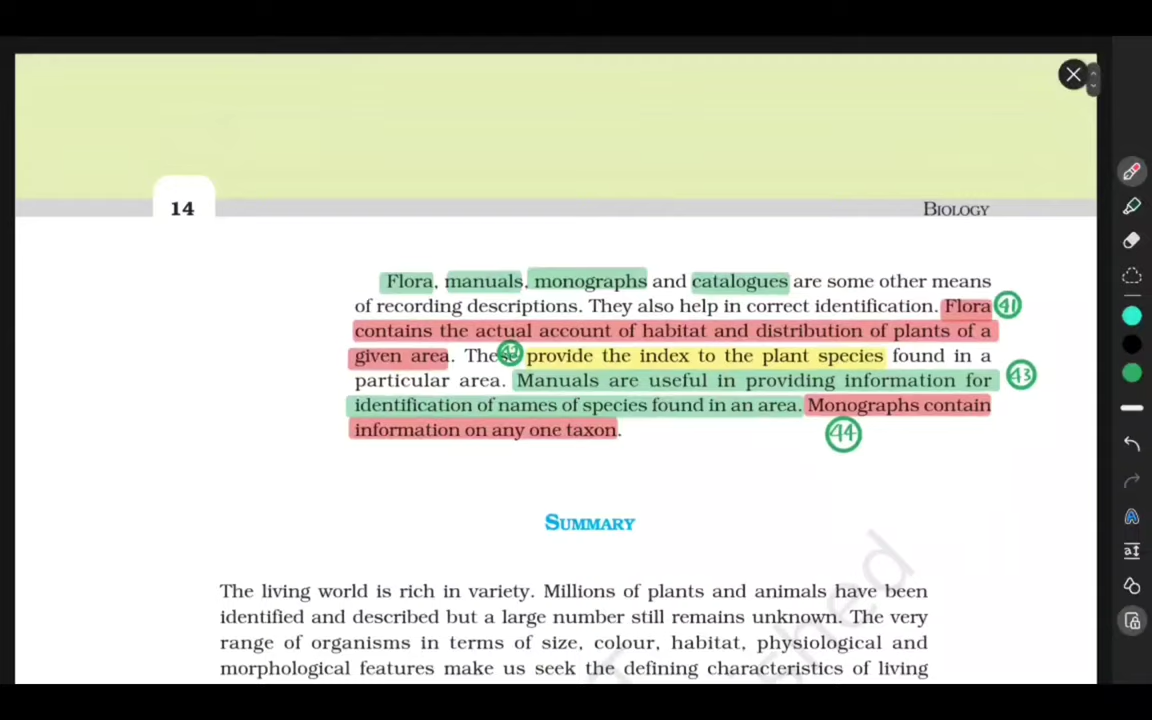 14
BIOLOGY
Flora, manuals, monographs and catalogues are some other means
of recording descriptions. They also help in correct identification. Flora 41
contains the actual account of habitat and distribution of plants of a
given area. These provide the index to the plant species found in a
particular area. Manuals are useful in providing information for 43
identification of names of species found in an area. Monographs contain
information on any one taxon. 44
SUMMARY
The living world is rich in variety. Millions of plants and animals have been
identified and described but a large number still remains unknown. The very
range of organisms in terms of size, colour, habitat, physiological and
morphological features make us seek the defining characteristics of living